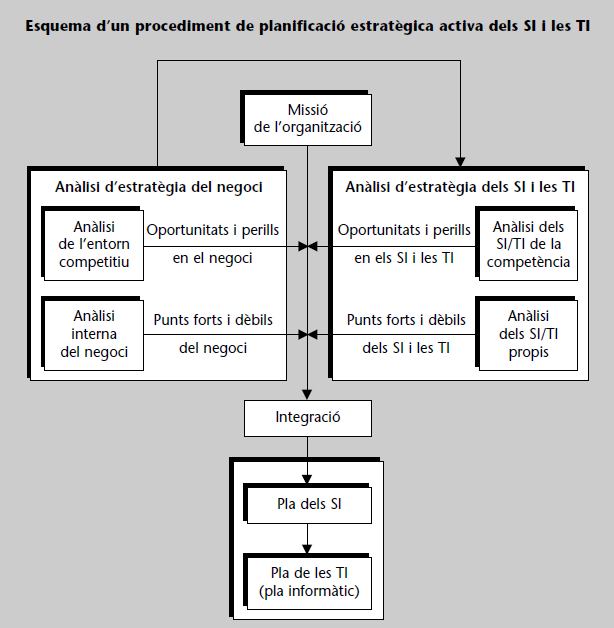 Esquema d'un procediment de planificació estratègica activa dels SI i les TI
Missió
de l'organització
Anàlisi d'estratègia del negoci
Anàlisi
de l'entorn
competitiu
Oportunitats i perills
en el negoci
Anàlisi
interna
del negoci
Punts forts i dèbils
del negoci
Anàlisi d'estratègia dels SI i les TI
Oportunitats i perills
en els SI i les TI
Anàlisi dels
SI/TI de la
competència
Punts forts i dèbils
dels SI i les TI
Anàlisi
dels SI/TI
propis
Integració
Pla dels SI
Pla de les TI
(pla informàtic)